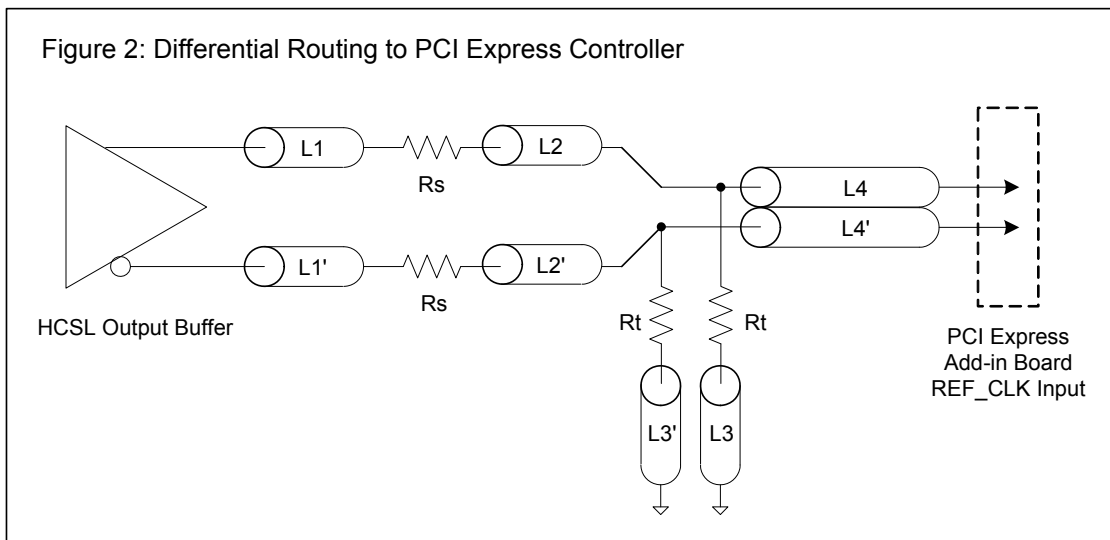 Figure 2: Differential Routing to PCI Express Controller
L1
Rs
L2
L4
L4'
L1'
Rs
L2'
HCSL Output Buffer
Rt
Rt
L3'
L3
PCI Express
Add-in Board
REF_CLK Input